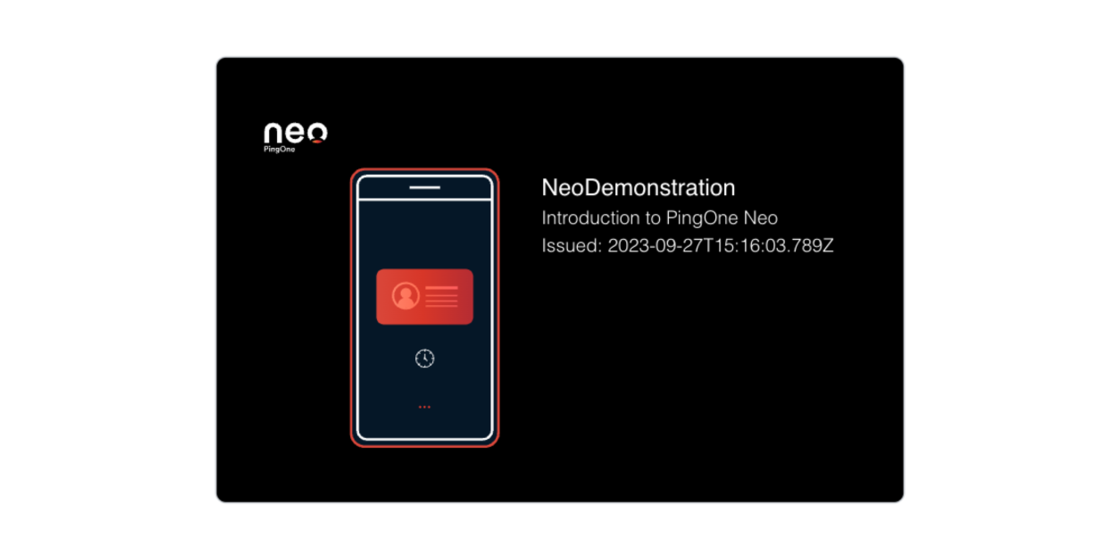 neo
PingOne
NeoDemonstration
Introduction to PingOne Neo
Issued: 2023-09-27T15:16:03.789Z